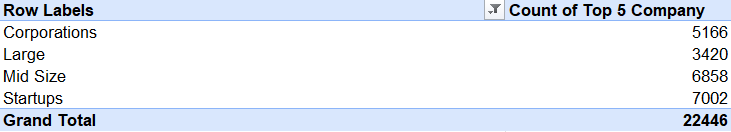 Row Labels Count of Top 5 Company
Corporations 5166
Large 3420
Mid Size 6858
Startups 7002
Grand Total 22446